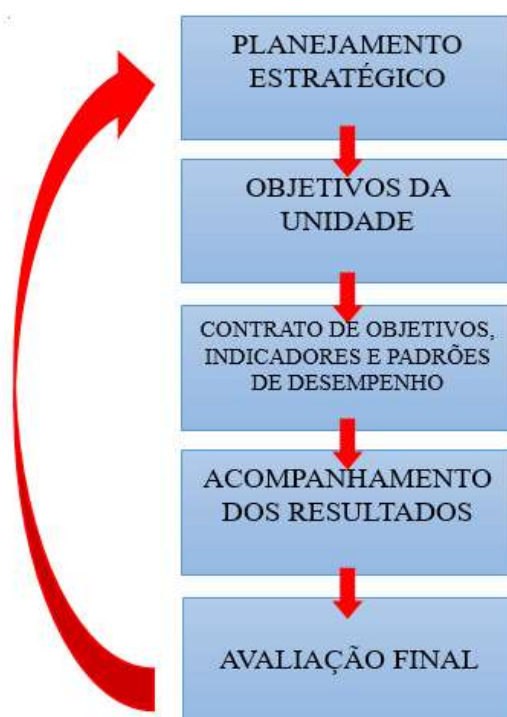 PLANEJAMENTO
ESTRATÉGICO
OBJETIVOS DA
UNIDADE
CONTRATO DE OBJETIVOS,
INDICADORES E PADRÕES
DE DESEMPENHO
ACOMPANHAMENTO
DOS RESULTADOS
AVALIAÇÃO FINAL